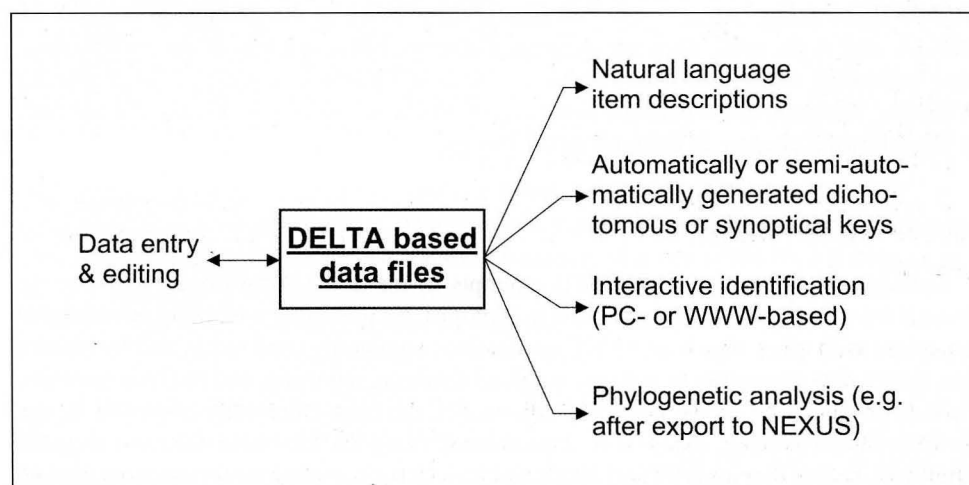 Natural language
item descriptions
Automatically or semi-auto-
matically generated dicho-
tomous or synoptical keys
Data entry
& editing
DELTA based
data files
Interactive identification
(PC- or WWW-based)
Phylogenetic analysis (e.g.
after export to NEXUS)